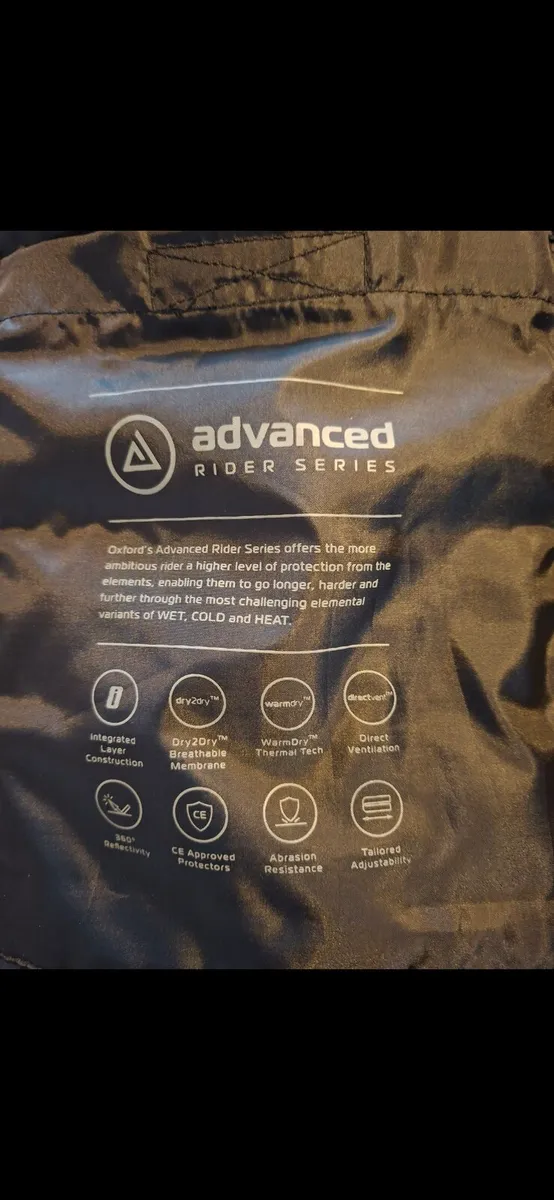 advanced
RIDER SERIES
Oxford's Advanced Rider Series offers the more
ambitious rider a higher level of protection from the
elements, enabling them to go longer, harder and
further through the most challenging elemental
variants of WET, COLD and HEAT.
dry2dry™
warmdry™
directvent™
Integrated
Layer
Construction
Dry2Dry™
Breathable
Membrane
WarmDry™
Thermal Tech
Direct
Ventilation
CE
360°
Reflectivity
CE Approved
Protectors
Abrasion
Resistance
Tailored
Adjustability